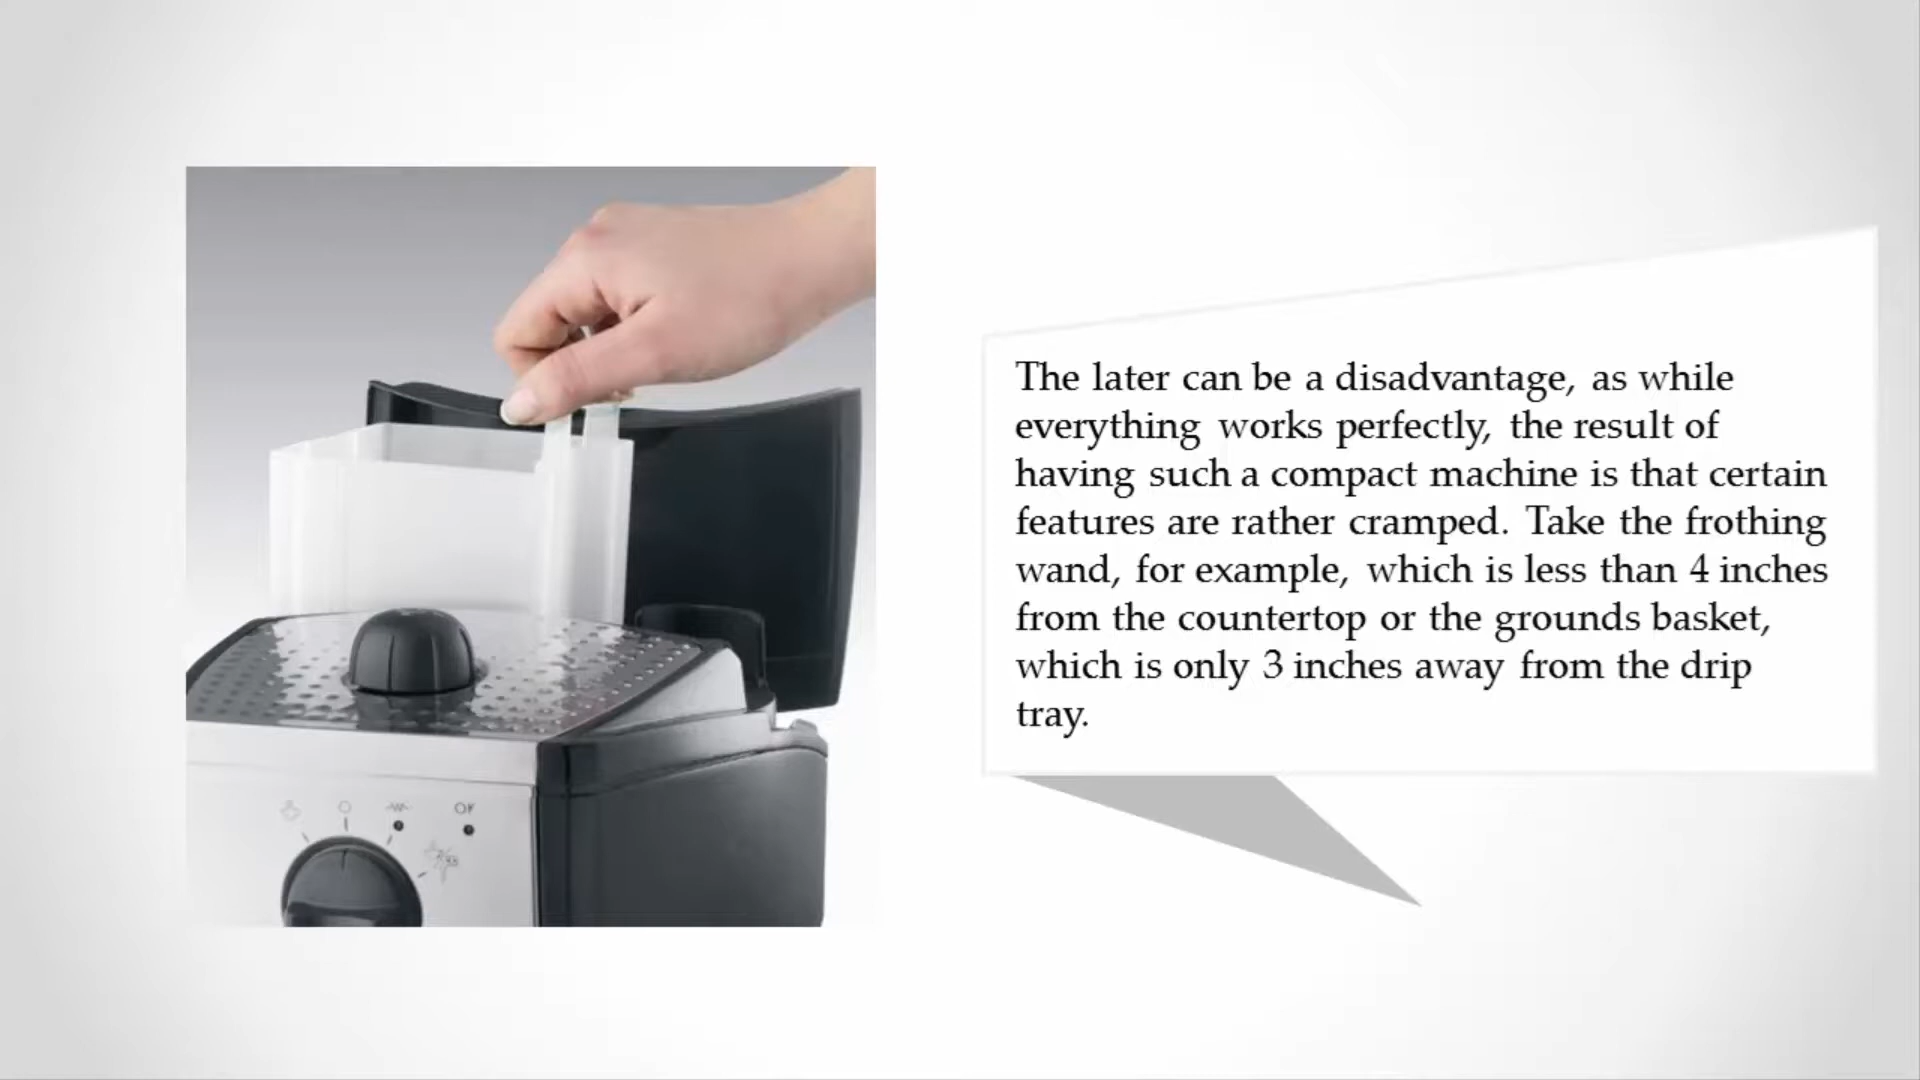 The later can be a disadvantage, as while
everything works perfectly, the result of
having such a compact machine is that certain
features are rather cramped. Take the frothing
wand, for example, which is less than 4 inches
from the countertop or the grounds basket,
which is only 3 inches away from the drip
tray.
OK